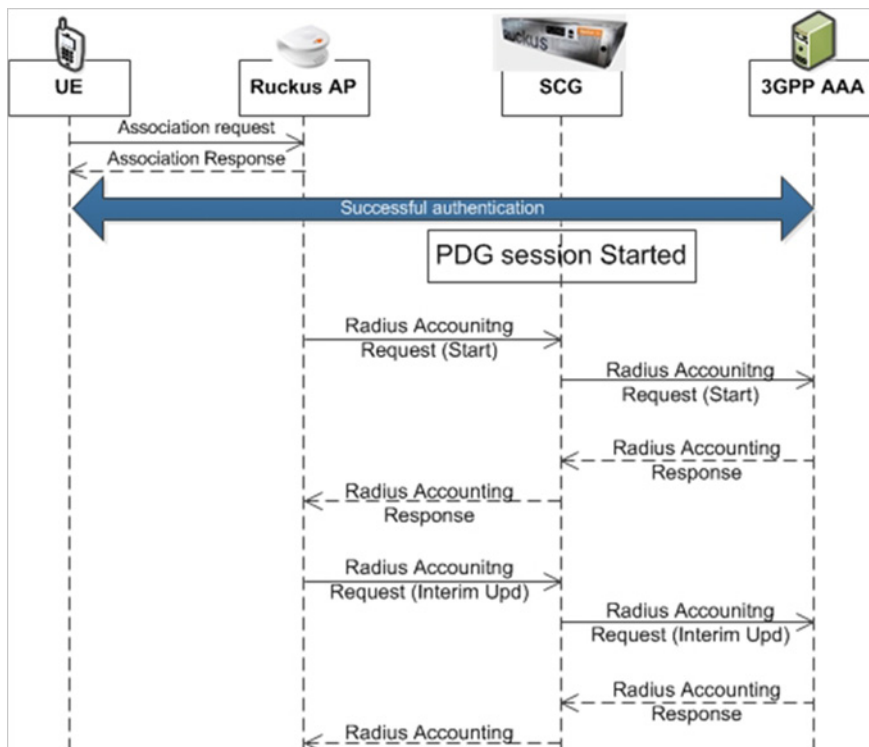 ruckus
UE
Ruckus AP
SCG
3GPP AAA
Association request
Association Response
Successful authentication
PDG session Started
Radius Accounitng
Request (Start)
Radius Accounitng
Request (Start)
Radius Accounting
Response
Radius Accounting
Response
Radius Accounitng
Request (Interim Upd)
Radius Accounitng
Request (Interim Upd)
Radius Accounting
Response
Radius Accounting